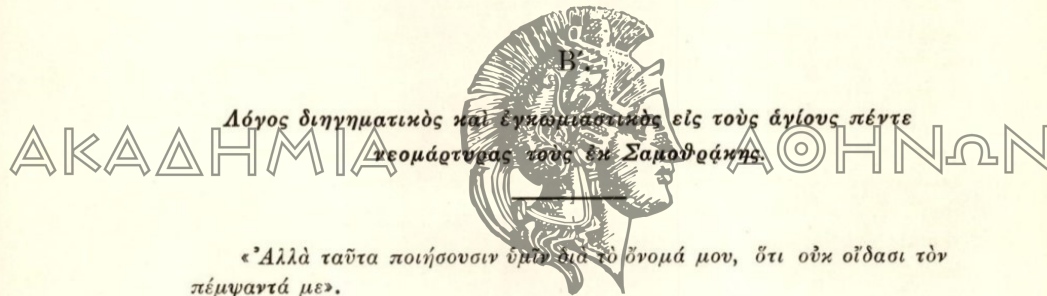 Β΄.
Λόγος διηγηματικὸς καὶ ἐγκωμιαστικὸς εἰς τοὺς ἁγίους πέντε
νεομάρτυρας τοὺς ἐκ Σαμοθράκης.
ΑΚΑΔΗΜΙΑ ΑΘΗΝΩΝ
«Ἀλλὰ ταῦτα ποιήσουσιν ὑμῖν διὰ τὸ ὄνομά μου, ὅτι οὐκ οἴδασι τὸν
πέμψαντά με».